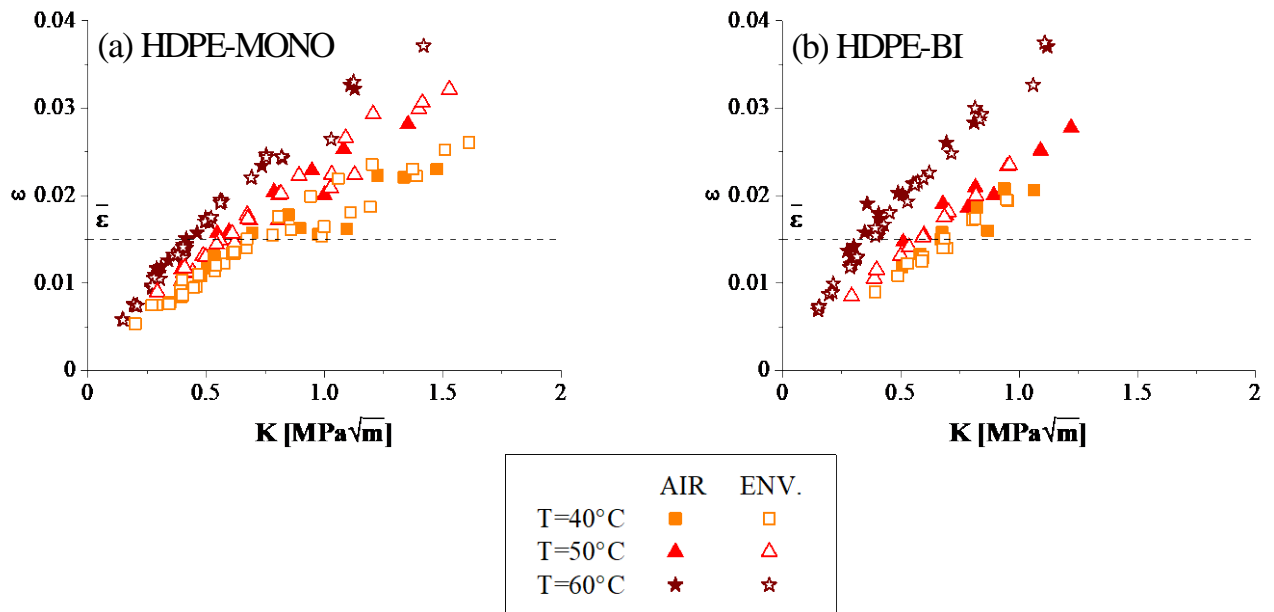 (a) HDPE-MONO
0.04
0.03
ε 0.02
ε̅
0.01
0
0 0.5 1.0 1.5 2
K [MPa√m]
(b) HDPE-BI
0.04
0.03
ε 0.02
ε̅
0.01
0
0 0.5 1.0 1.5 2
K [MPa√m]
AIR ENV.
T=40°C
T=50°C
T=60°C